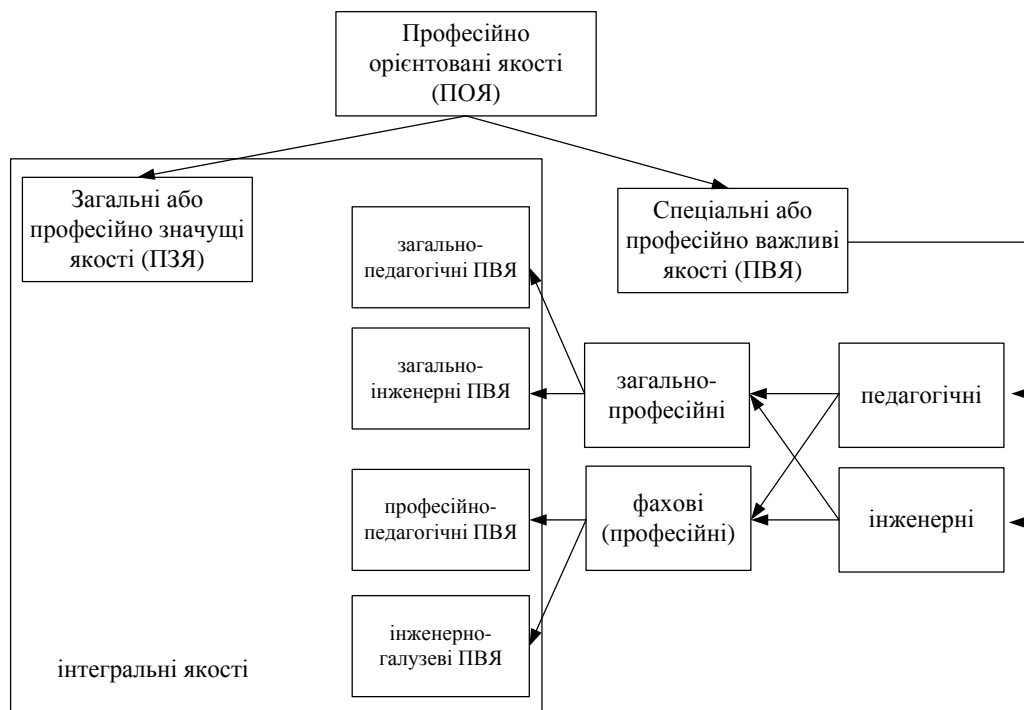 Професійно
орієнтовані якості
(ПОЯ)
Загальні або
професійно значущі
якості (ПЗЯ)
Спеціальні або
професійно важливі
якості (ПВЯ)
загально-
педагогічні ПВЯ
загально-
інженерні ПВЯ
загально-
професійні
педагогічні
професійно-
педагогічні ПВЯ
фахові
(професійні)
інженерні
інженерно-
галузеві ПВЯ
інтегральні якості